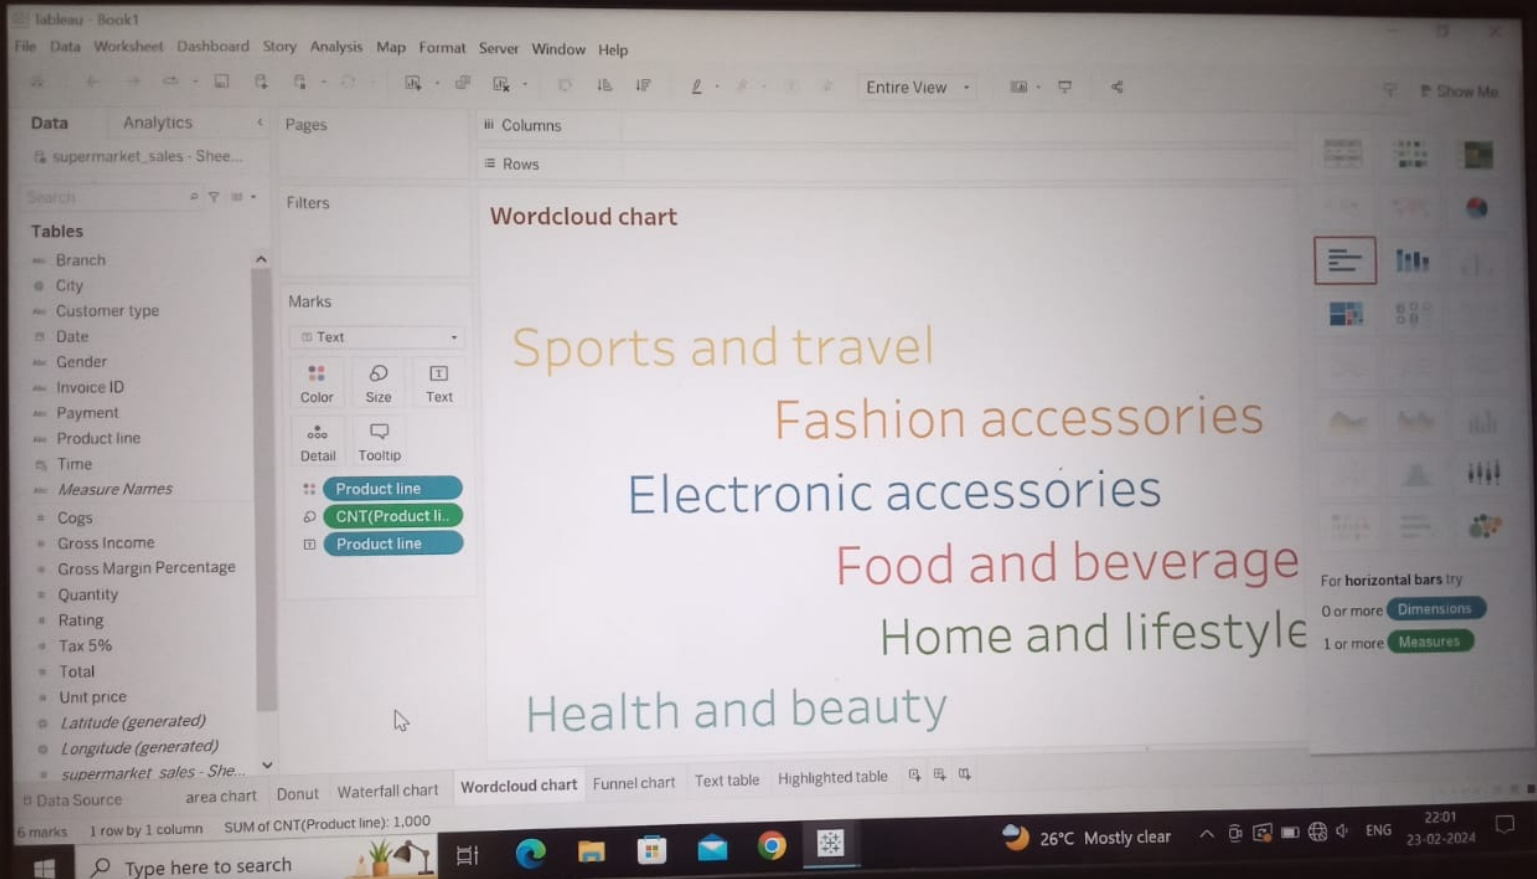 Tableau - Book1
File Data Worksheet Dashboard Story Analysis Map Format Server Window Help
Entire View
Show Me
Data Analytics
supermarket_sales - Shee...
Search
Tables
Branch
City
Customer type
Date
Gender
Invoice ID
Payment
Product line
Time
Measure Names
Cogs
Gross Income
Gross Margin Percentage
Quantity
Rating
Tax 5%
Total
Unit price
Latitude (generated)
Longitude (generated)
supermarket_sales - She...
Pages
Filters
Marks
Text
Color Size Text
Detail Tooltip
Product line
CNT(Product li..
Product line
Columns
Rows
Wordcloud chart
Sports and travel
Fashion accessories
Electronic accessories
Food and beverage
Home and lifestyle
Health and beauty
For horizontal bars try
0 or more Dimensions
1 or more Measures
Data Source area chart Donut Waterfall chart Wordcloud chart Funnel chart Text table Highlighted table
6 marks 1 row by 1 column SUM of CNT(Product line): 1,000
Type here to search
26°C Mostly clear
ENG
22:01
23-02-2024